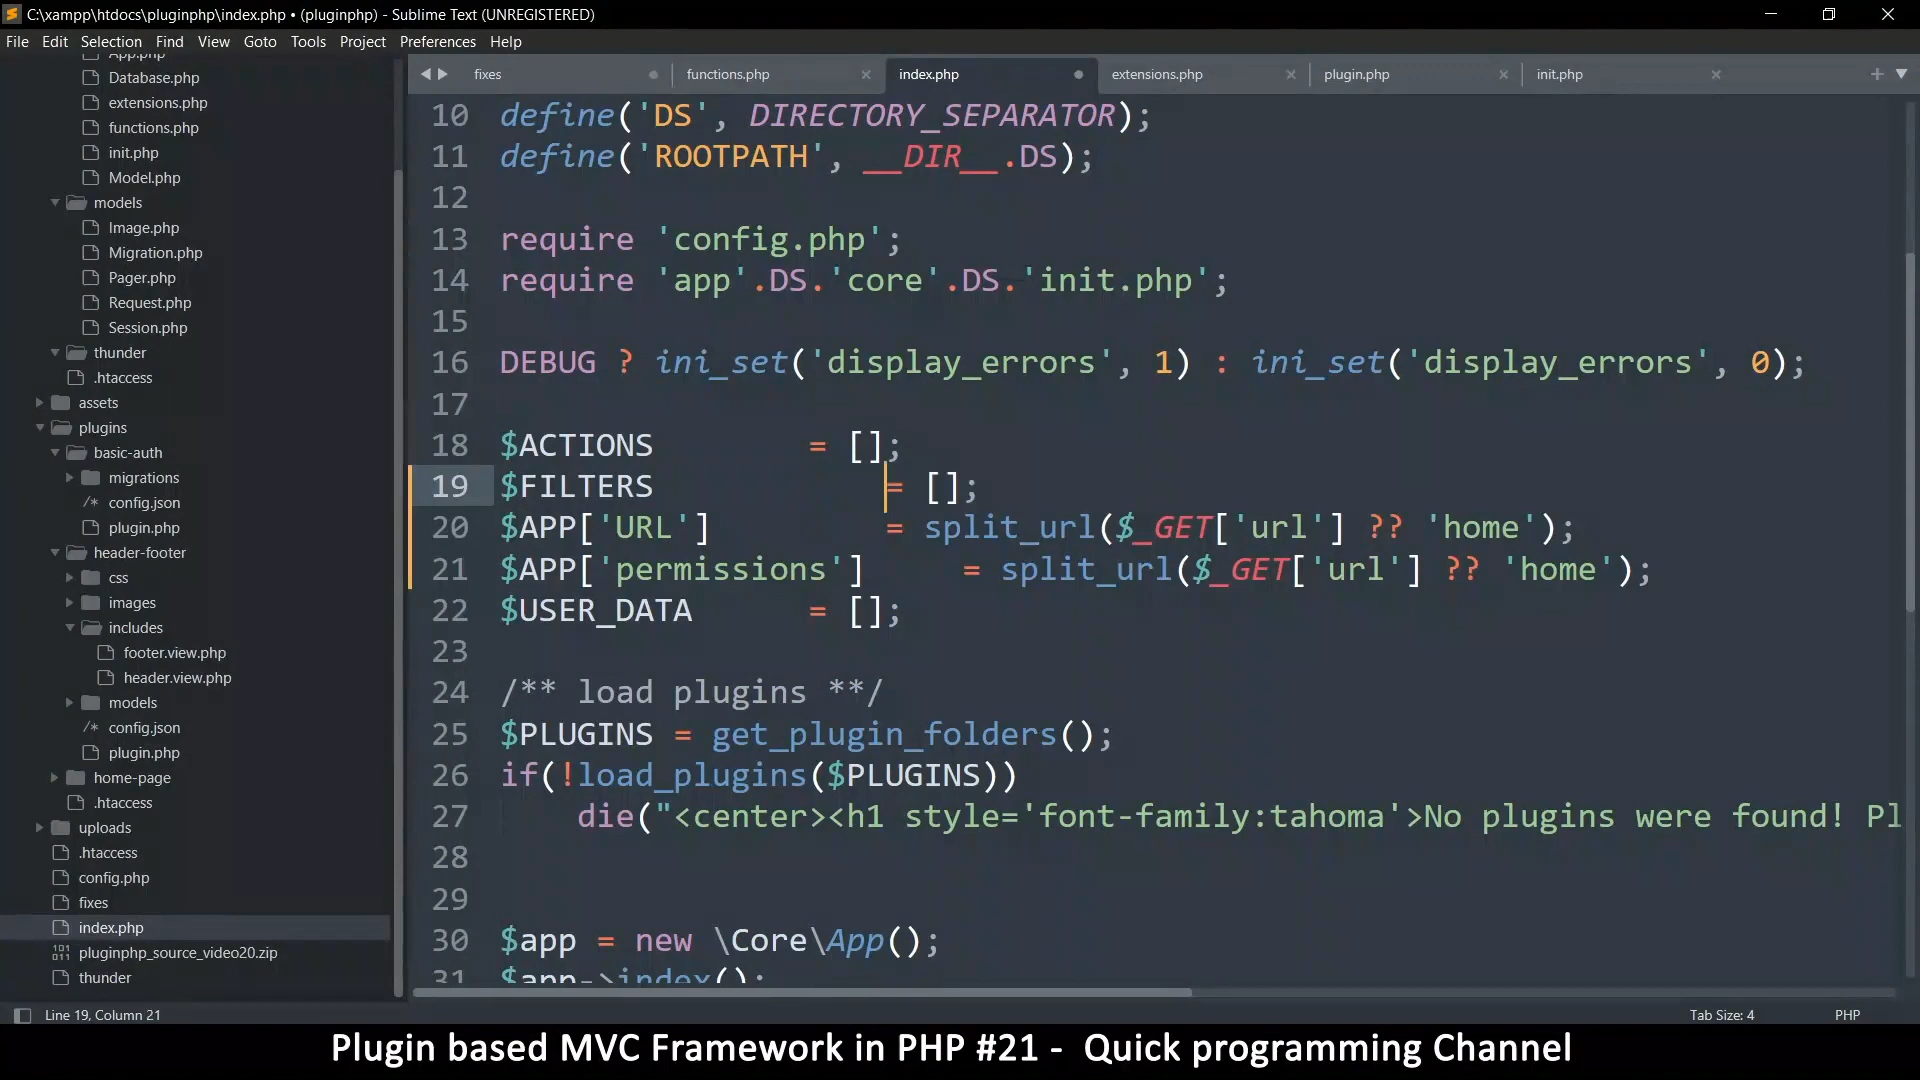 C:\xampp\htdocs\pluginphp\index.php • (pluginphp) - Sublime Text (UNREGISTERED)
File Edit Selection Find View Goto Tools Project Preferences Help
App.php
Database.php
extensions.php
functions.php
init.php
Model.php
models
Image.php
Migration.php
Pager.php
Request.php
Session.php
thunder
.htaccess
assets
plugins
basic-auth
migrations
/* config.json
plugin.php
header-footer
css
images
includes
footer.view.php
header.view.php
models
/* config.json
plugin.php
home-page
.htaccess
uploads
.htaccess
config.php
fixes
index.php
pluginphp_source_video20.zip
thunder
fixes functions.php index.php extensions.php plugin.php init.php
10 define('DS', DIRECTORY_SEPARATOR);
11 define('ROOTPATH', __DIR__.DS);
12
13 require 'config.php';
14 require 'app'.DS.'core'.DS.'init.php';
15
16 DEBUG ? ini_set('display_errors', 1) : ini_set('display_errors', 0);
17
18 $ACTIONS = [];
19 $FILTERS = [];
20 $APP['URL'] = split_url($_GET['url'] ?? 'home');
21 $APP['permissions'] = split_url($_GET['url'] ?? 'home');
22 $USER_DATA = [];
23
24 /** load plugins **/
25 $PLUGINS = get_plugin_folders();
26 if(!load_plugins($PLUGINS))
27 die("<center><h1 style='font-family:tahoma'>No plugins were found! Pl
28
29
30 $app = new \Core\App();
31 $app->index();
Line 19, Column 21 Tab Size: 4 PHP
Plugin based MVC Framework in PHP #21 - Quick programming Channel